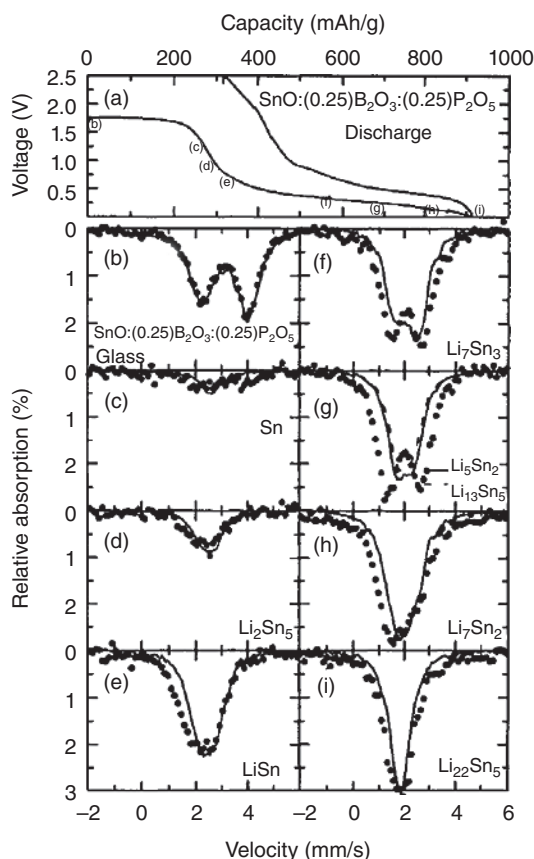 Capacity (mAh/g)
0 200 400 600 800 1000
2.5
2.0
1.5
1.0
0.5
Voltage (V)
(a)
SnO:(0.25)B₂O₃:(0.25)P₂O₅
Discharge
(b)
(c)
(d)
(e)
(f)
(g)
(h)
(i)
Relative absorption (%)
0
1
2
(b)
SnO:(0.25)B₂O₃:(0.25)P₂O₅
Glass
(f)
Li₇Sn₃
0
1
2
(c)
Sn
(g)
Li₅Sn₂
Li₁₃Sn₅
0
1
2
(d)
Li₂Sn₅
(h)
Li₇Sn₂
0
1
2
3
(e)
LiSn
(i)
Li₂₂Sn₅
−2 0 2 4 −2 0 2 4 6
Velocity (mm/s)